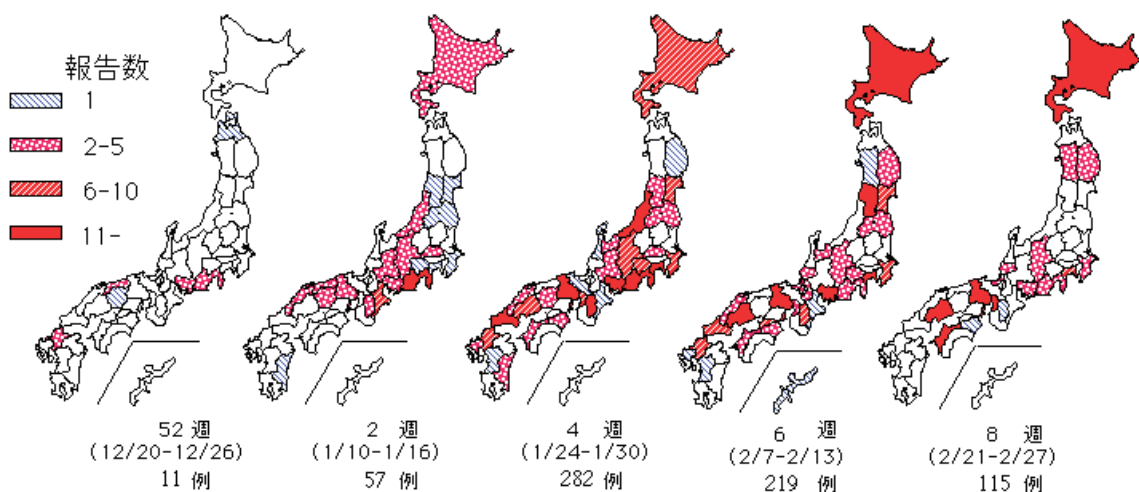 報告数
1
2-5
6-10
11-
52 週
(12/20-12/26)
11 例
2 週
(1/10-1/16)
57 例
4 週
(1/24-1/30)
282 例
6 週
(2/7-2/13)
219 例
8 週
(2/21-2/27)
115 例